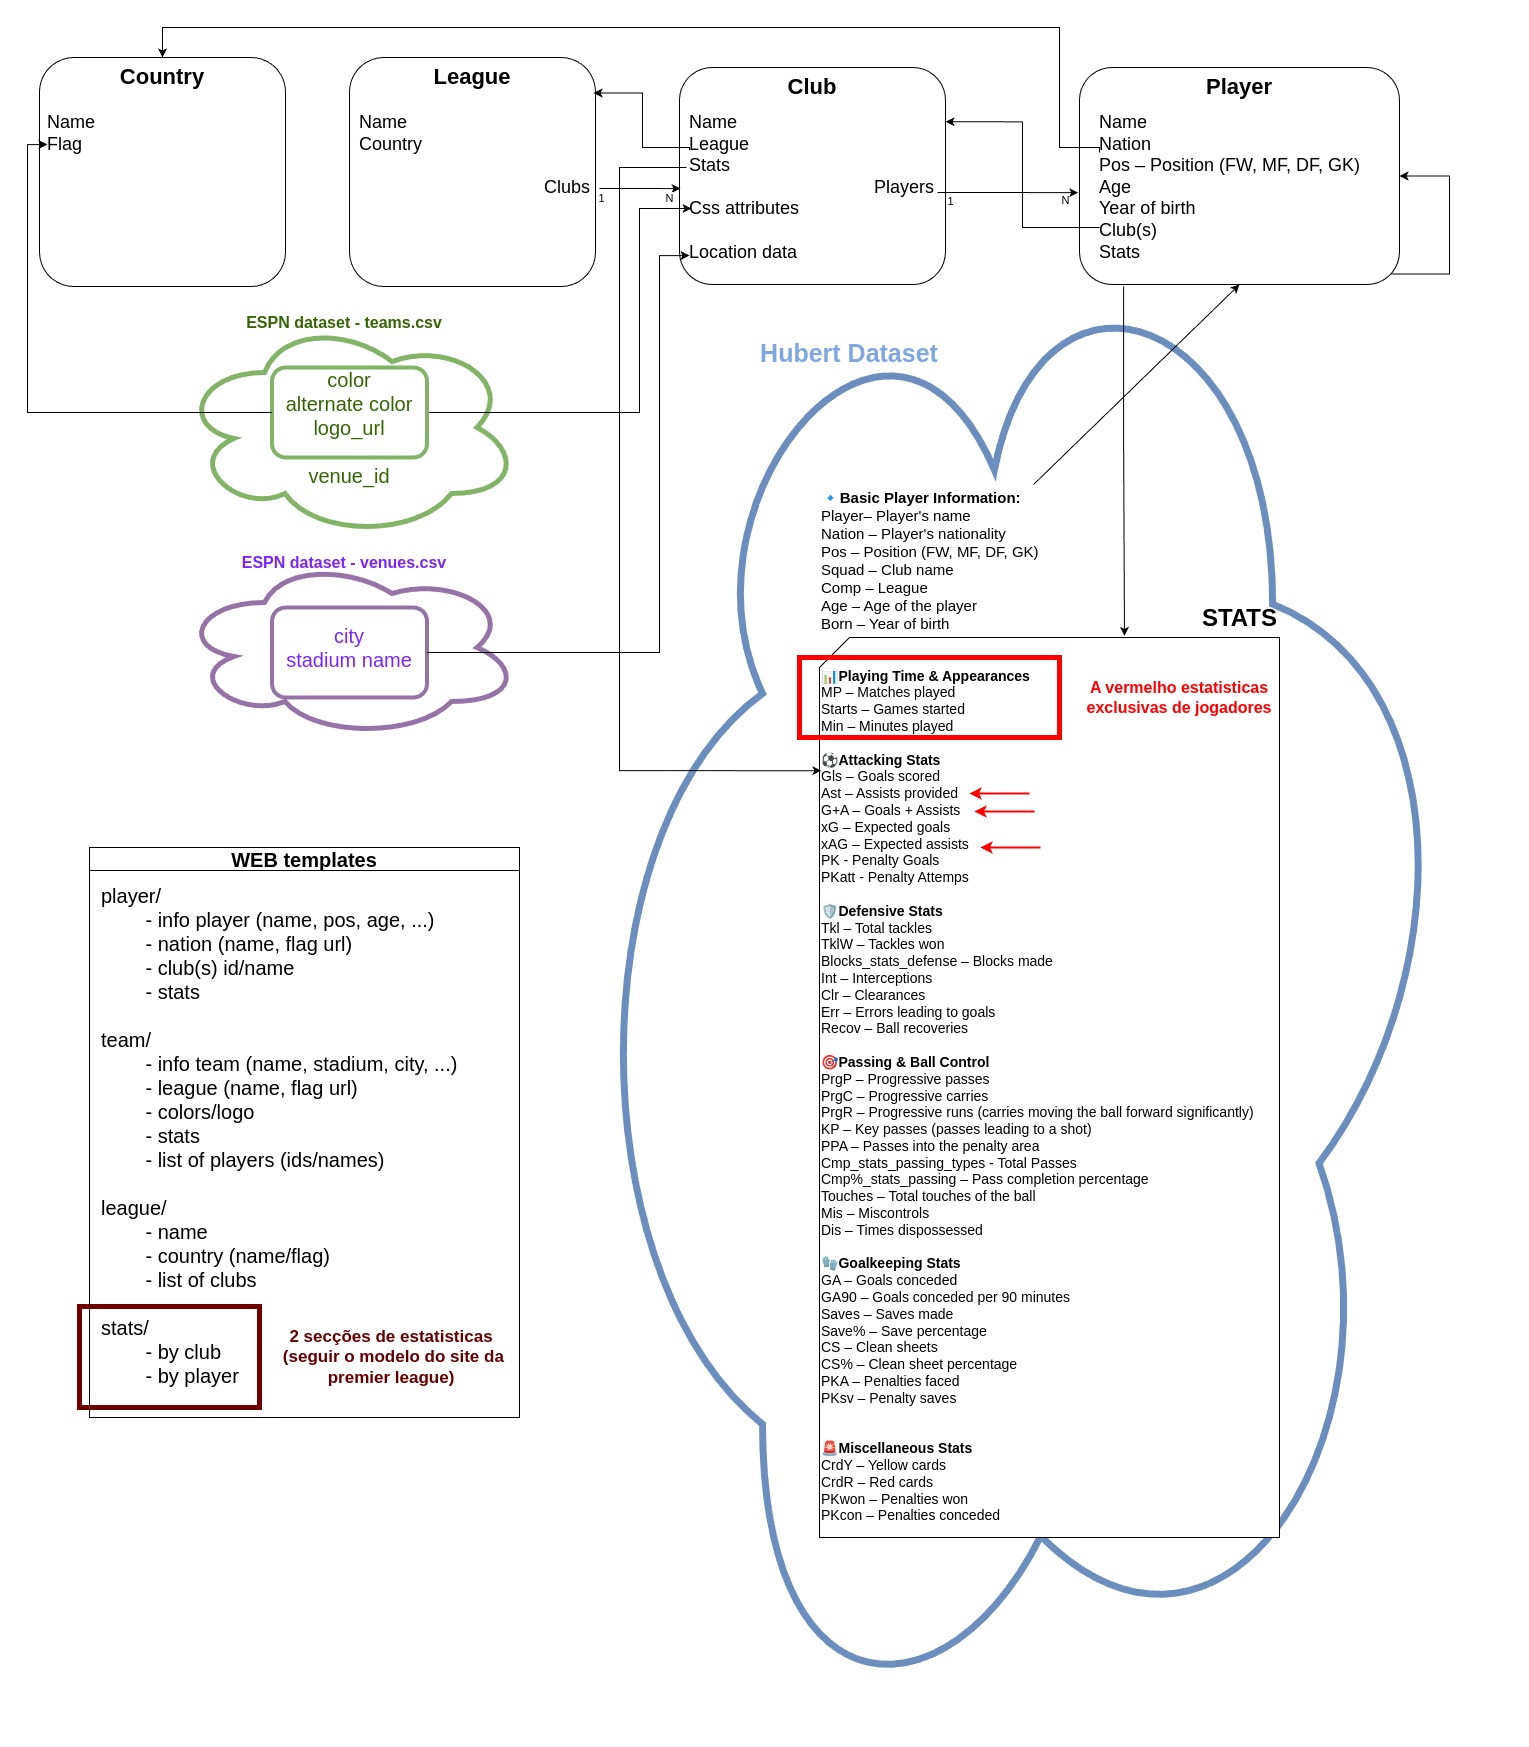 Country
Name
Flag
League
Name
Country
Clubs
1
N
Club
Name
League
Stats
Players
Css attributes
Location data
1
N
Player
Name
Nation
Pos – Position (FW, MF, DF, GK)
Age
Year of birth
Club(s)
Stats
ESPN dataset - teams.csv
color
alternate color
logo_url
venue_id
ESPN dataset - venues.csv
city
stadium name
Hubert Dataset
🔹 Basic Player Information:
Player– Player's name
Nation – Player's nationality
Pos – Position (FW, MF, DF, GK)
Squad – Club name
Comp – League
Age – Age of the player
Born – Year of birth
STATS
📊Playing Time & Appearances
MP – Matches played
Starts – Games started
Min – Minutes played
A vermelho estatisticas
exclusivas de jogadores
⚽Attacking Stats
Gls – Goals scored
Ast – Assists provided
G+A – Goals + Assists
xG – Expected goals
xAG – Expected assists
PK - Penalty Goals
PKatt - Penalty Attemps
🛡️Defensive Stats
Tkl – Total tackles
TklW – Tackles won
Blocks_stats_defense – Blocks made
Int – Interceptions
Clr – Clearances
Err – Errors leading to goals
Recov – Ball recoveries
🎯Passing & Ball Control
PrgP – Progressive passes
PrgC – Progressive carries
PrgR – Progressive runs (carries moving the ball forward significantly)
KP – Key passes (passes leading to a shot)
PPA – Passes into the penalty area
Cmp_stats_passing_types - Total Passes
Cmp%_stats_passing – Pass completion percentage
Touches – Total touches of the ball
Mis – Miscontrols
Dis – Times dispossessed
🧤Goalkeeping Stats
GA – Goals conceded
GA90 – Goals conceded per 90 minutes
Saves – Saves made
Save% – Save percentage
CS – Clean sheets
CS% – Clean sheet percentage
PKA – Penalties faced
PKsv – Penalty saves
🚨Miscellaneous Stats
CrdY – Yellow cards
CrdR – Red cards
PKwon – Penalties won
PKcon – Penalties conceded
WEB templates
player/
- info player (name, pos, age, ...)
- nation (name, flag url)
- club(s) id/name
- stats
team/
- info team (name, stadium, city, ...)
- league (name, flag url)
- colors/logo
- stats
- list of players (ids/names)
league/
- name
- country (name/flag)
- list of clubs
stats/
- by club
- by player
2 secções de estatisticas
(seguir o modelo do site da
premier league)